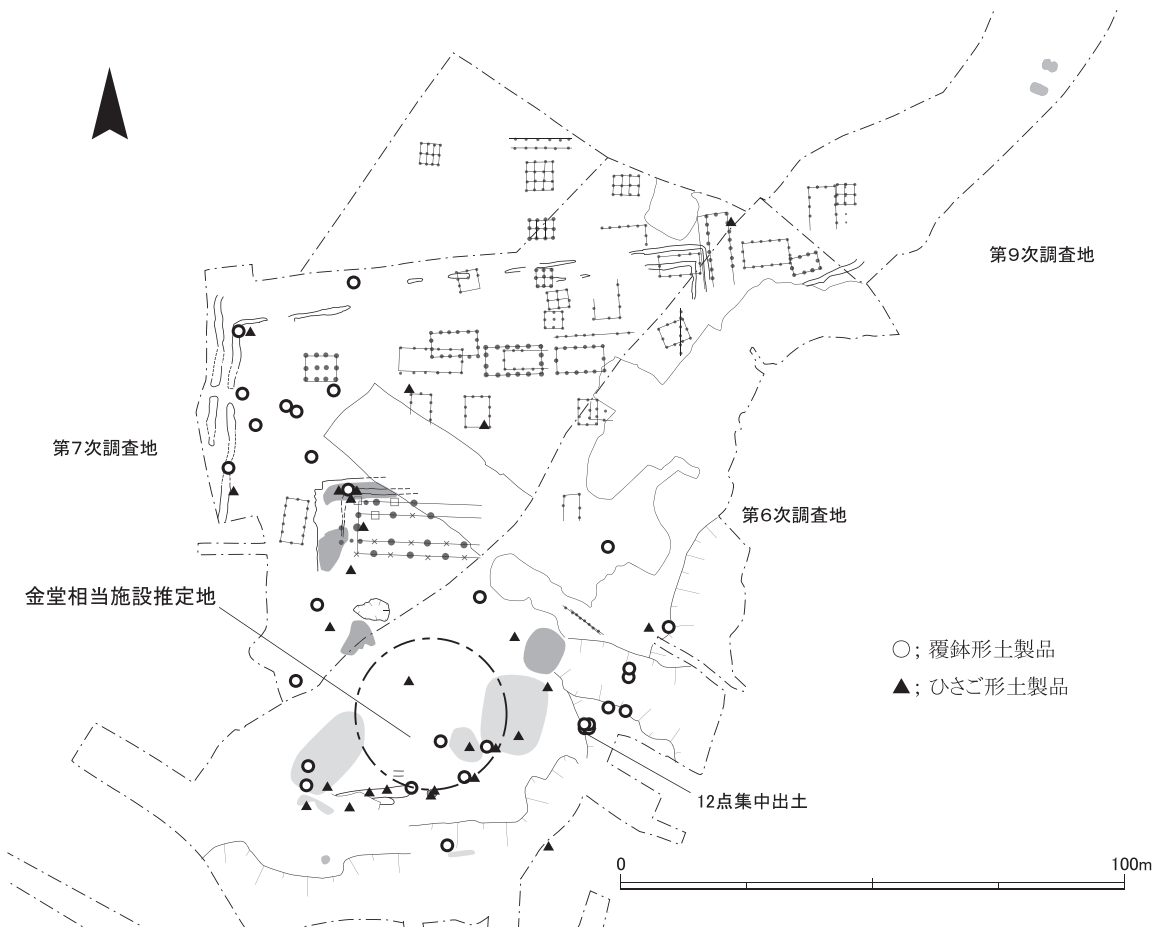 第9次調査地
第7次調査地
第6次調査地
金堂相当施設推定地
○；覆鉢形土製品
▲；ひさご形土製品
12点集中出土
0
100m